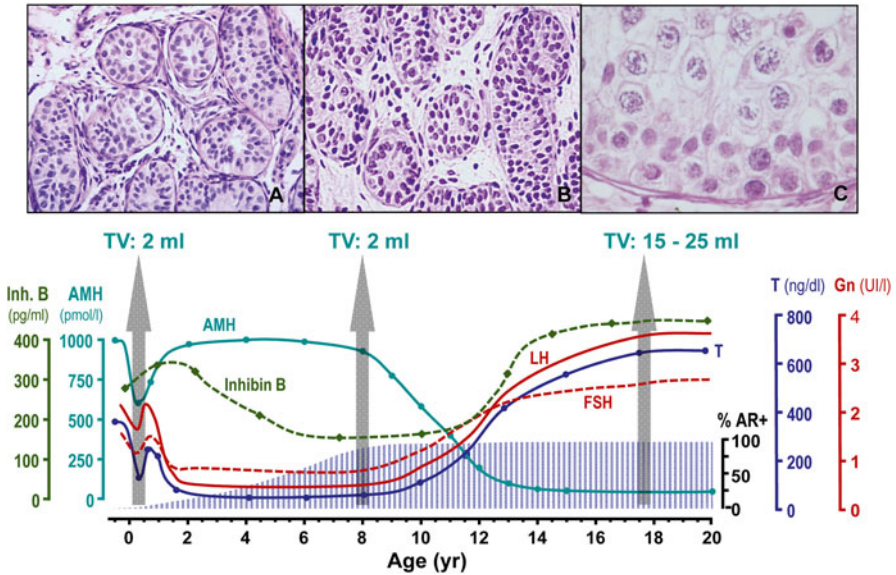 A
B
C
TV: 2 ml
TV: 2 ml
TV: 15 - 25 ml
Inh. B
(pg/ml)
AMH
(pmol/l)
T (ng/dl)
Gn (UI/l)
400
300
200
100
0
1000
750
500
250
0
AMH
Inhibin B
LH
T
FSH
% AR+
100
50
0
800
600
400
200
0
4
3
2
1
0
0 2 4 6 8 10 12 14 16 18 20
Age (yr)